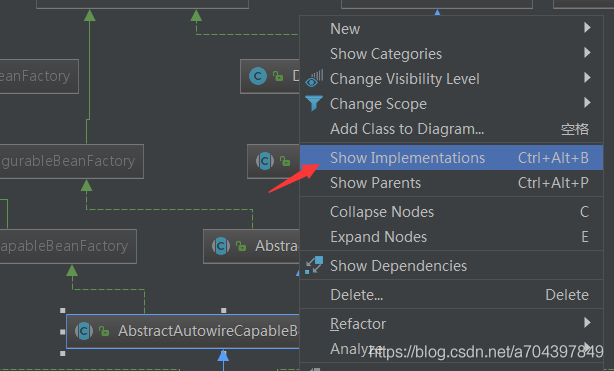 New
Show Categories
eanFactory
C D
Change Visibility Level
Change Scope
Add Class to Diagram... 空格
gurableBeanFactory
C
Show Implementations Ctrl+Alt+B
Show Parents Ctrl+Alt+P
Collapse Nodes C
apableBeanFactory
C Abst
Expand Nodes E
Show Dependencies
Delete... Delete
C AbstractAutowireCapableB
Refactor
Analyze
https://blog.csdn.net/a704397849